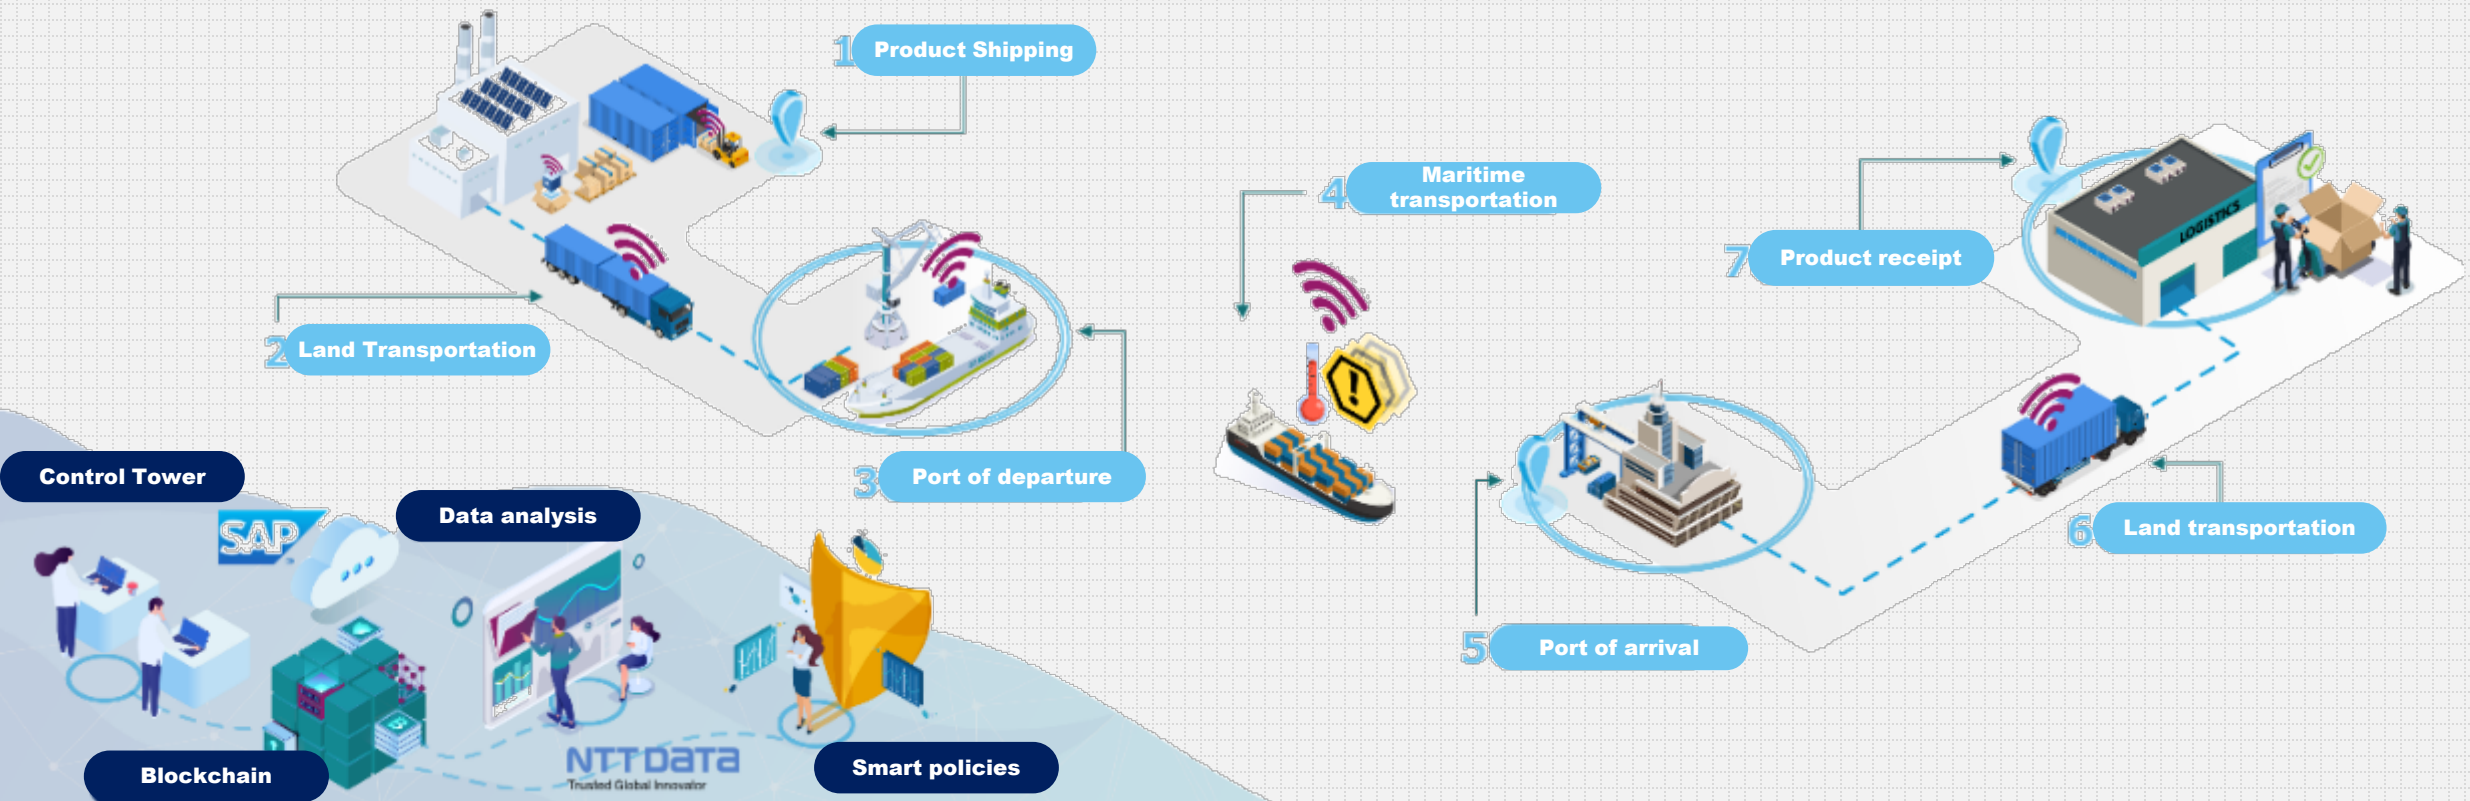 1 Product Shipping
2 Land Transportation
3 Port of departure
4 Maritime
transportation
5 Port of arrival
6 Land transportation
7 Product receipt
LOGISTICS
Control Tower
SAP
Data analysis
Blockchain
NTT DATA
Trusted Global Innovator
Smart policies